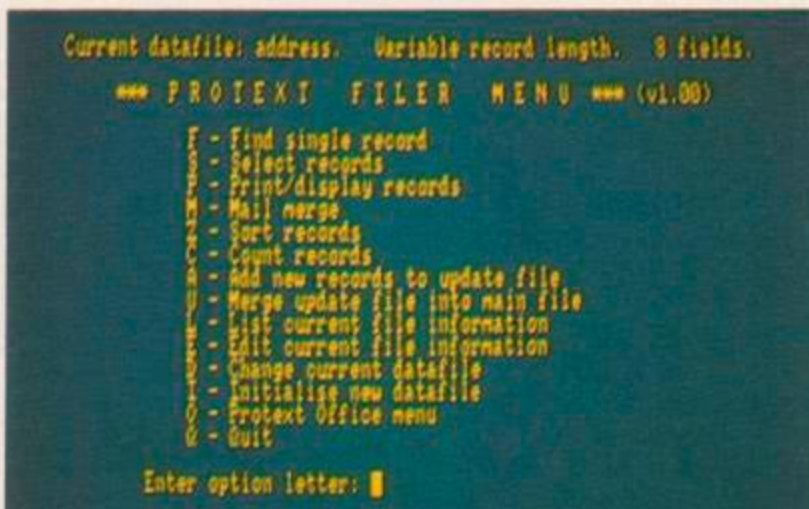 Current datafile: address. Variable record length. 8 fields.
*** PROTEXT FILER MENU *** (v1.00)
F - Find single record
S - Select records
P - Print/display records
M - Mail merge
Z - Sort records
C - Count records
A - Add new records to update file
U - Merge update file into main file
L - List current file information
E - Edit current file information
D - Change current datafile
I - Initialise new datafile
O - Protext Office menu
Q - Quit
Enter option letter: